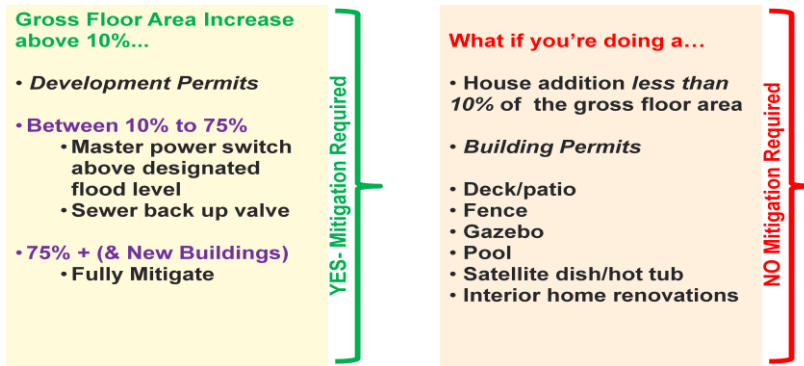 Gross Floor Area Increase
above 10%...
• Development Permits
• Between 10% to 75%
• Master power switch
above designated
flood level
• Sewer back up valve
• 75% + (& New Buildings)
• Fully Mitigate
YES- Mitigation Required
What if you’re doing a…
• House addition less than
10% of the gross floor area
• Building Permits
• Deck/patio
• Fence
• Gazebo
• Pool
• Satellite dish/hot tub
• Interior home renovations
NO Mitigation Required